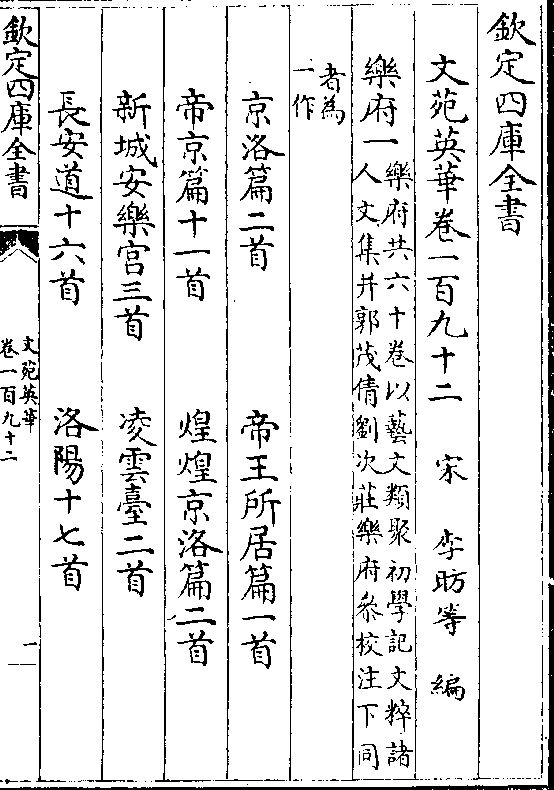 欽定四庫全書
文苑英華卷一百九十二 宋 李昉等 編
樂府一 樂府共六十卷以藝文類聚初學記文粹諸
人文集并郭茂倩劉次莊樂府叅校注下同
者為
一作
京洛篇二首 帝王所居篇一首
帝京篇十一首 煌煌京洛篇二首
新城安樂宮三首 凌雲臺二首
長安道十六首 洛陽十七首
欽定四庫全書
文苑英華
卷一百九十二
一